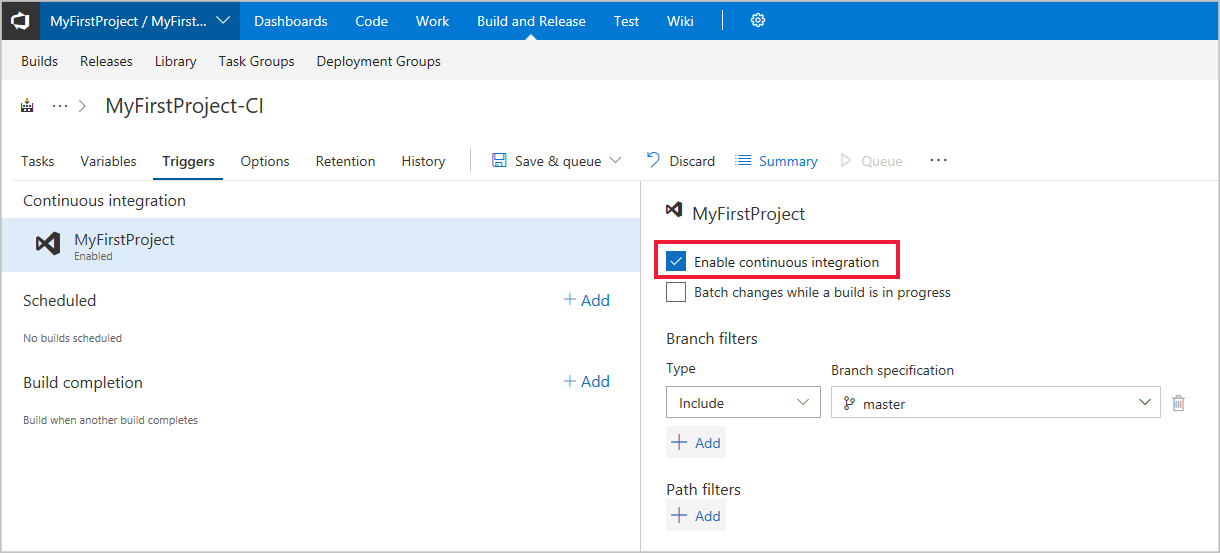 MyFirstProject / MyFirst... Dashboards Code Work Build and Release Test Wiki
Builds Releases Library Task Groups Deployment Groups
... MyFirstProject-CI
Tasks Variables Triggers Options Retention History Save & queue Discard Summary Queue ...
Continuous integration
MyFirstProject
Enabled
Scheduled + Add
No builds scheduled
Build completion + Add
Build when another build completes
MyFirstProject
Enable continuous integration
Batch changes while a build is in progress
Branch filters
Type Branch specification
Include master
+ Add
Path filters
+ Add